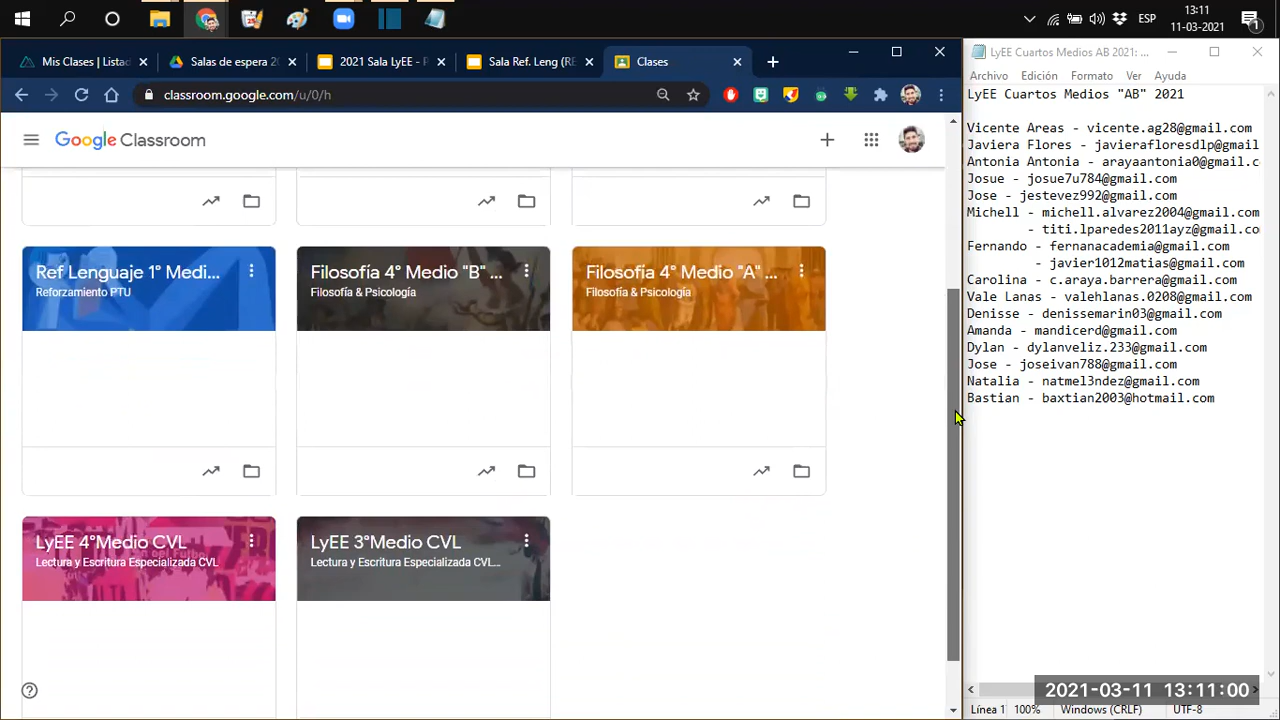 ESP
13:11
11-03-2021
1
Mis Clases | Listad
Salas de espera 20
2021 Sala LyEE - P
Sala Ref. Leng (RE
Clases
classroom.google.com/u/0/h
Google Classroom
Ref Lenguaje 1° Medi...
Reforzamiento PTU
Filosofía 4° Medio "B" ...
Filosofía & Psicología
Filosofía 4° Medio "A" ...
Filosofía & Psicología
LyEE 4°Medio CVL
Lectura y Escritura Especializada CVL
LyEE 3°Medio CVL
Lectura y Escritura Especializada CVL...
LyEE Cuartos Medios AB 2021: ...
Archivo Edición Formato Ver Ayuda
LyEE Cuartos Medios "AB" 2021
Vicente Areas - vicente.ag28@gmail.com
Javiera Flores - javierafloresdlp@gmail
Antonia Antonia - arayaantonia0@gmail.c
Josue - josue7u784@gmail.com
Jose - jestevez992@gmail.com
Michell - michell.alvarez2004@gmail.com
- titi.lparedes2011ayz@gmail.co
Fernando - fernanacademia@gmail.com
- javier1012matias@gmail.com
Carolina - c.araya.barrera@gmail.com
Vale Lanas - valehlanas.0208@gmail.com
Denisse - denissemarin03@gmail.com
Amanda - mandicerd@gmail.com
Dylan - dylanveliz.233@gmail.com
Jose - joseivan788@gmail.com
Natalia - natmel3ndez@gmail.com
Bastian - baxtian2003@hotmail.com
2021-03-11 13:11:00
Línea 1 100% Windows (CRLF) UTF-8